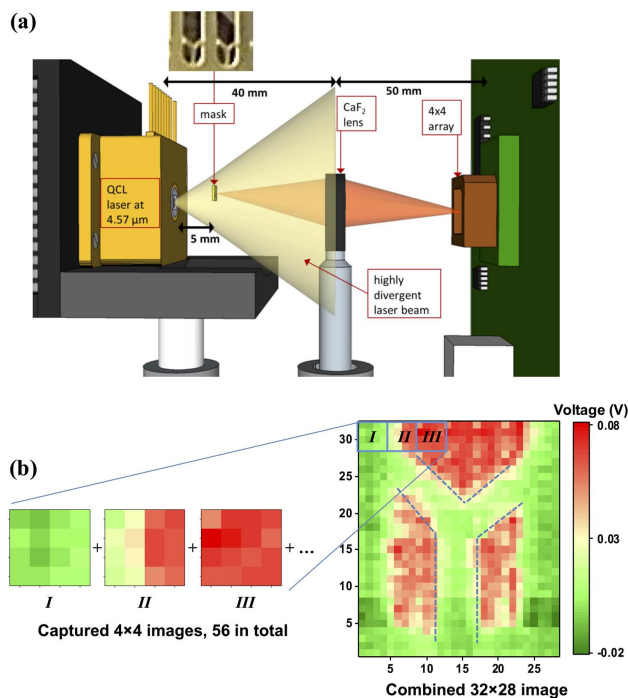 (a)
40 mm
50 mm
mask
CaF₂
lens
4x4
array
QCL
laser at
4.57 µm
5 mm
highly
divergent
laser beam
(b)
Voltage (V)
0.08
0.03
-0.02
30
25
20
15
10
5
I II III
+ + + ...
I II III
Captured 4×4 images, 56 in total
5 10 15 20 25
Combined 32×28 image